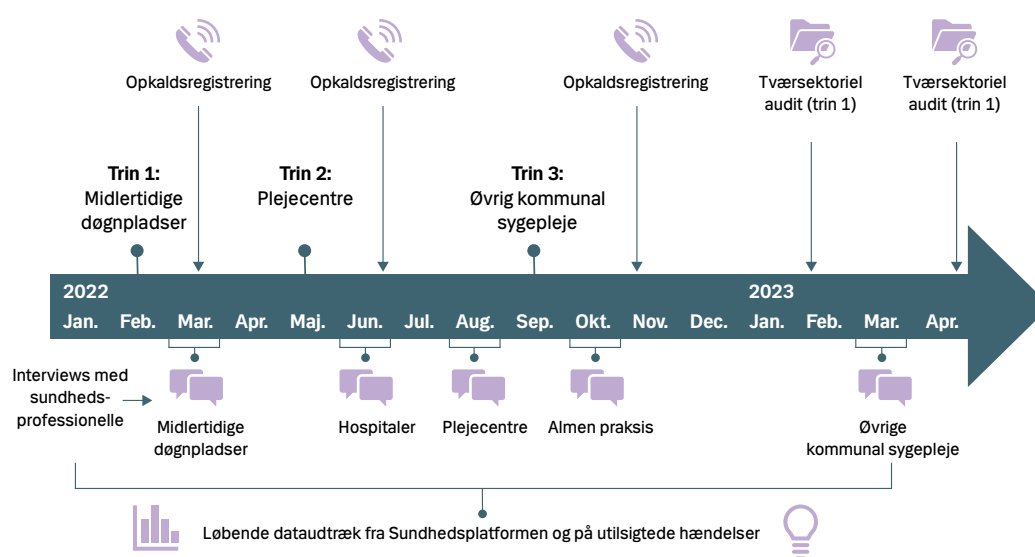 Opkaldsregistrering
Opkaldsregistrering
Opkaldsregistrering
Tværsektoriel
audit (trin 1)
Tværsektoriel
audit (trin 1)
Trin 1:
Midlertidige
døgnpladser
Trin 2:
Plejecentre
Trin 3:
Øvrig kommunal
sygepleje
2022
2023
Jan. Feb. Mar. Apr. Maj. Jun. Jul. Aug. Sep. Okt. Nov. Dec. Jan. Feb. Mar. Apr.
Interviews med
sundheds-
professionelle
Midlertidige
døgnpladser
Hospitaler
Plejecentre
Almen praksis
Øvrige
kommunal sygepleje
Løbende dataudtræk fra Sundhedsplatformen og på utilsigtede hændelser